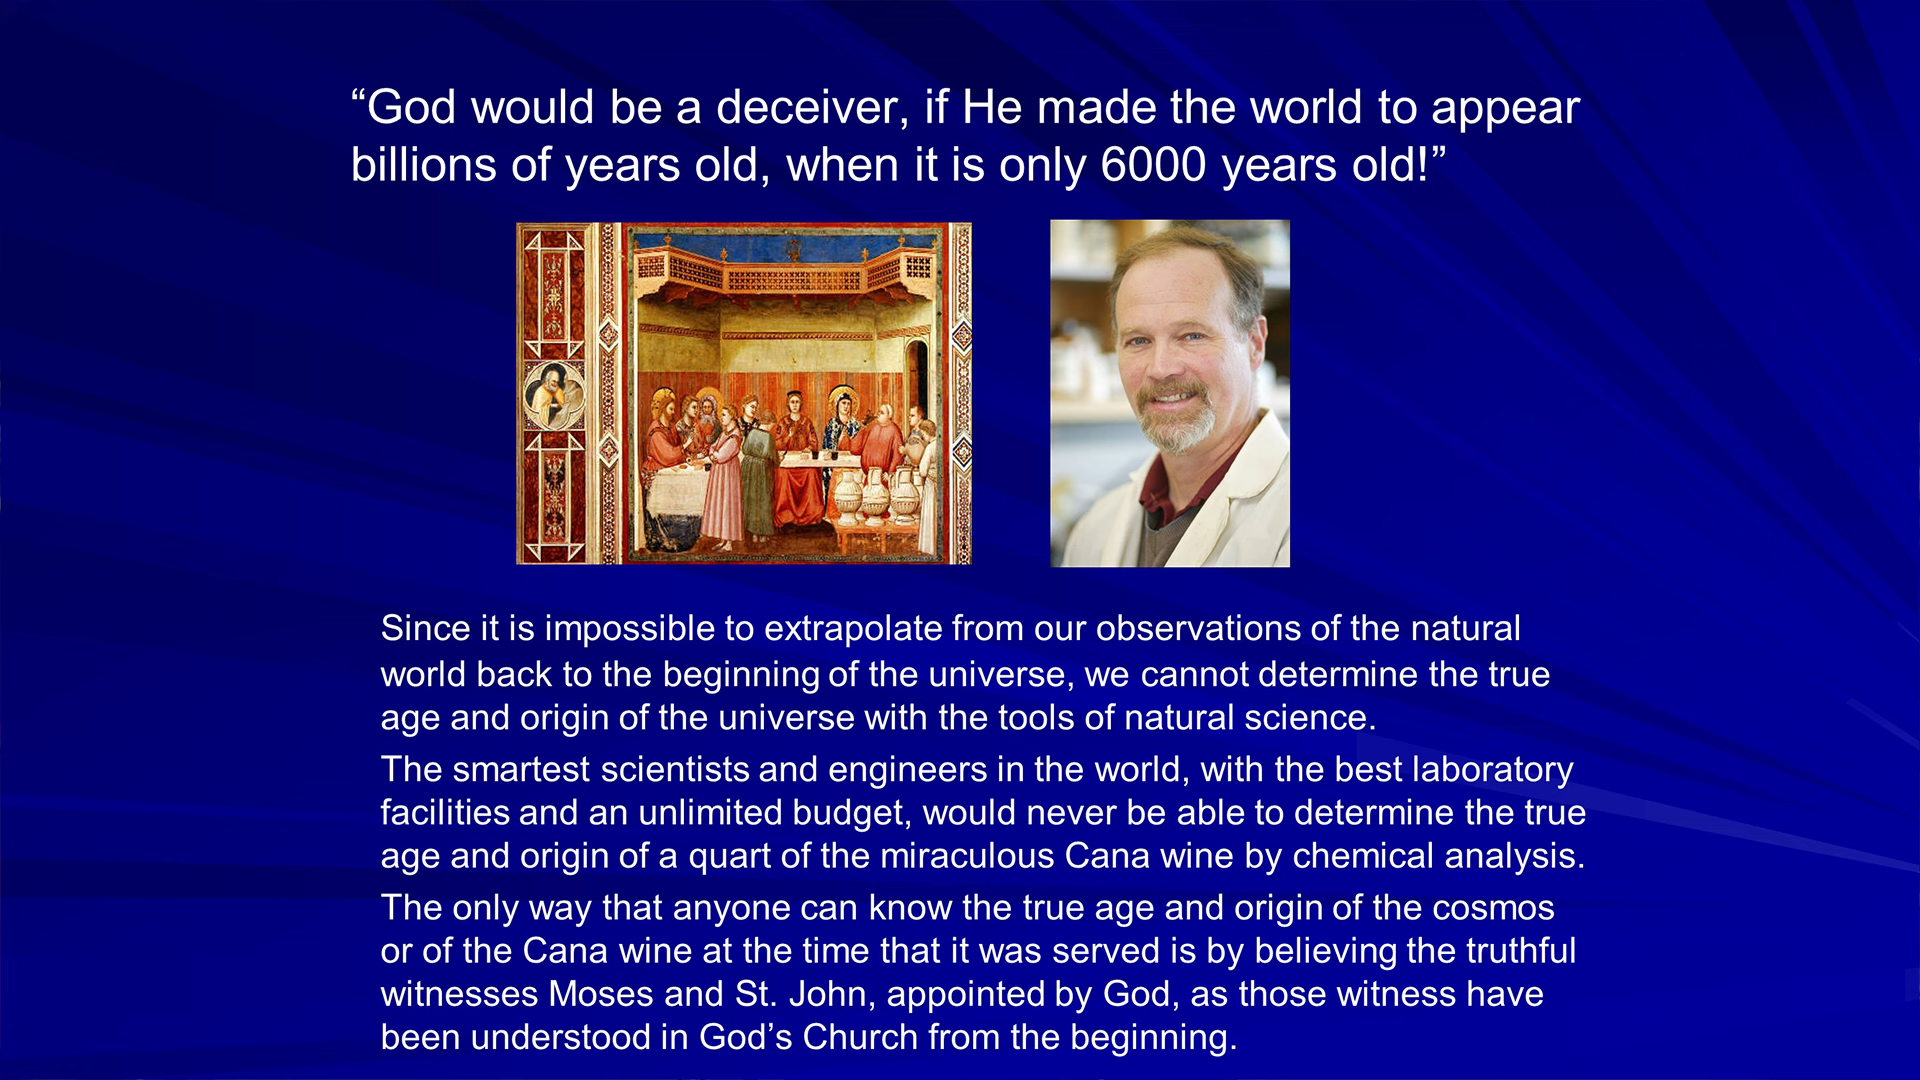 “God would be a deceiver, if He made the world to appear
billions of years old, when it is only 6000 years old!”
Since it is impossible to extrapolate from our observations of the natural
world back to the beginning of the universe, we cannot determine the true
age and origin of the universe with the tools of natural science.
The smartest scientists and engineers in the world, with the best laboratory
facilities and an unlimited budget, would never be able to determine the true
age and origin of a quart of the miraculous Cana wine by chemical analysis.
The only way that anyone can know the true age and origin of the cosmos
or of the Cana wine at the time that it was served is by believing the truthful
witnesses Moses and St. John, appointed by God, as those witness have
been understood in God’s Church from the beginning.